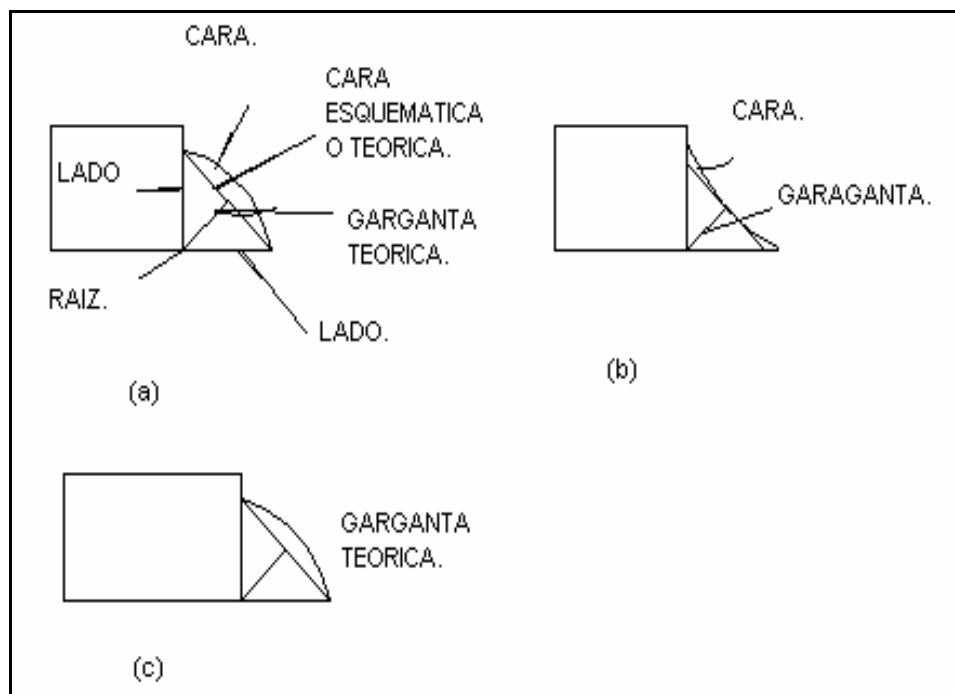 CARA.
CARA
ESQUEMATICA
O TEORICA.
LADO
GARGANTA
TEORICA.
RAIZ.
LADO.
(a)
CARA.
GARAGANTA.
(b)
GARGANTA
TEORICA.
(c)